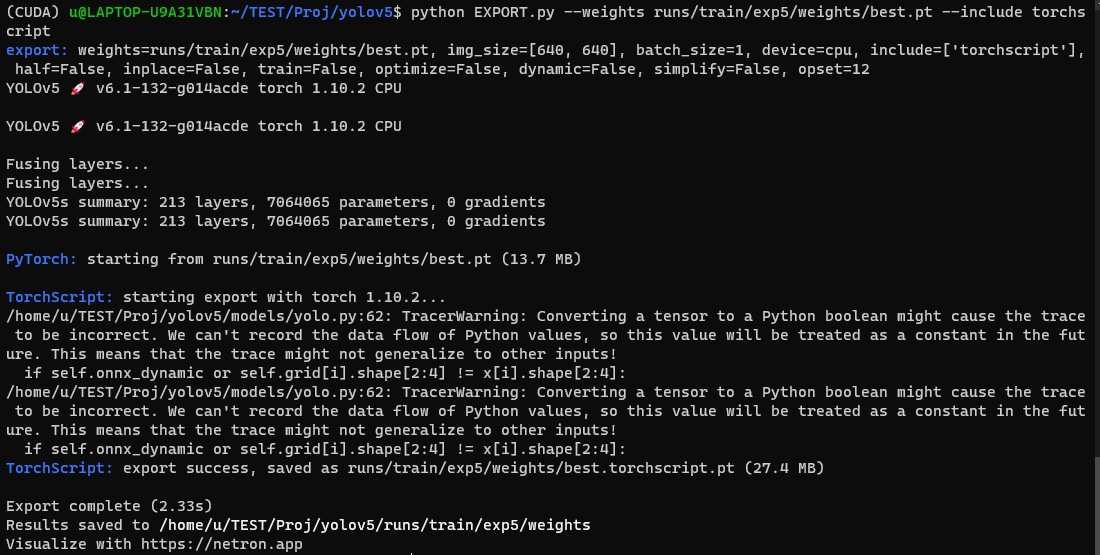 (CUDA) u@LAPTOP-U9A31VBN:~/TEST/Proj/yolov5$ python EXPORT.py --weights runs/train/exp5/weights/best.pt --include torchs
cript
export: weights=runs/train/exp5/weights/best.pt, img_size=[640, 640], batch_size=1, device=cpu, include=['torchscript'],
 half=False, inplace=False, train=False, optimize=False, dynamic=False, simplify=False, opset=12
YOLOv5 🚀 v6.1-132-g014acde torch 1.10.2 CPU
YOLOv5 🚀 v6.1-132-g014acde torch 1.10.2 CPU
Fusing layers...
Fusing layers...
YOLOv5s summary: 213 layers, 7064065 parameters, 0 gradients
YOLOv5s summary: 213 layers, 7064065 parameters, 0 gradients
PyTorch: starting from runs/train/exp5/weights/best.pt (13.7 MB)
TorchScript: starting export with torch 1.10.2...
/home/u/TEST/Proj/yolov5/models/yolo.py:62: TracerWarning: Converting a tensor to a Python boolean might cause the trace
 to be incorrect. We can't record the data flow of Python values, so this value will be treated as a constant in the fut
ure. This means that the trace might not generalize to other inputs!
  if self.onnx_dynamic or self.grid[i].shape[2:4] != x[i].shape[2:4]:
/home/u/TEST/Proj/yolov5/models/yolo.py:62: TracerWarning: Converting a tensor to a Python boolean might cause the trace
 to be incorrect. We can't record the data flow of Python values, so this value will be treated as a constant in the fut
ure. This means that the trace might not generalize to other inputs!
  if self.onnx_dynamic or self.grid[i].shape[2:4] != x[i].shape[2:4]:
TorchScript: export success, saved as runs/train/exp5/weights/best.torchscript.pt (27.4 MB)
Export complete (2.33s)
Results saved to /home/u/TEST/Proj/yolov5/runs/train/exp5/weights
Visualize with https://netron.app